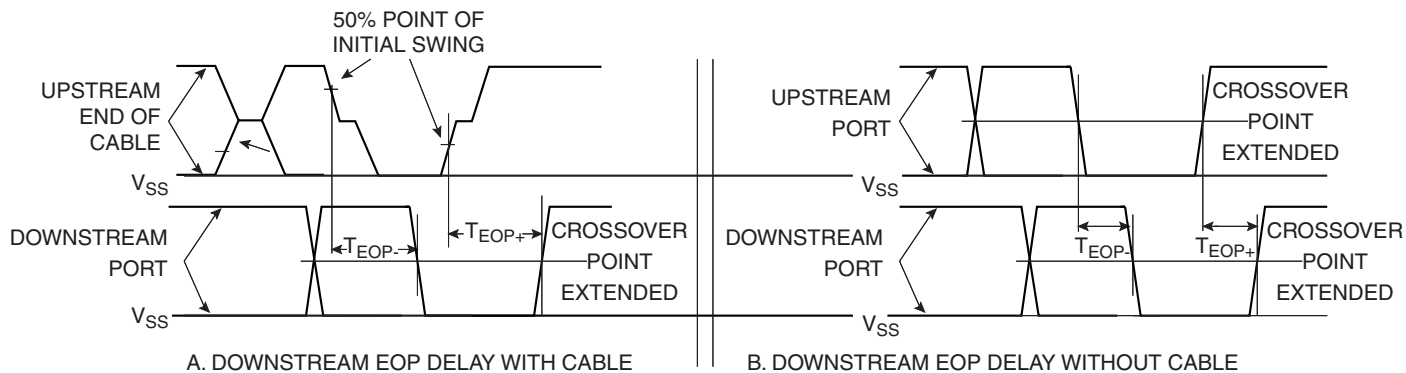 50% POINT OF
INITIAL SWING
UPSTREAM
END OF
CABLE
VSS
DOWNSTREAM
PORT
VSS
TEOP-
TEOP+
CROSSOVER
POINT
EXTENDED
A. DOWNSTREAM EOP DELAY WITH CABLE
UPSTREAM
PORT
VSS
CROSSOVER
POINT
EXTENDED
DOWNSTREAM
PORT
VSS
TEOP-
TEOP+
CROSSOVER
POINT
EXTENDED
B. DOWNSTREAM EOP DELAY WITHOUT CABLE